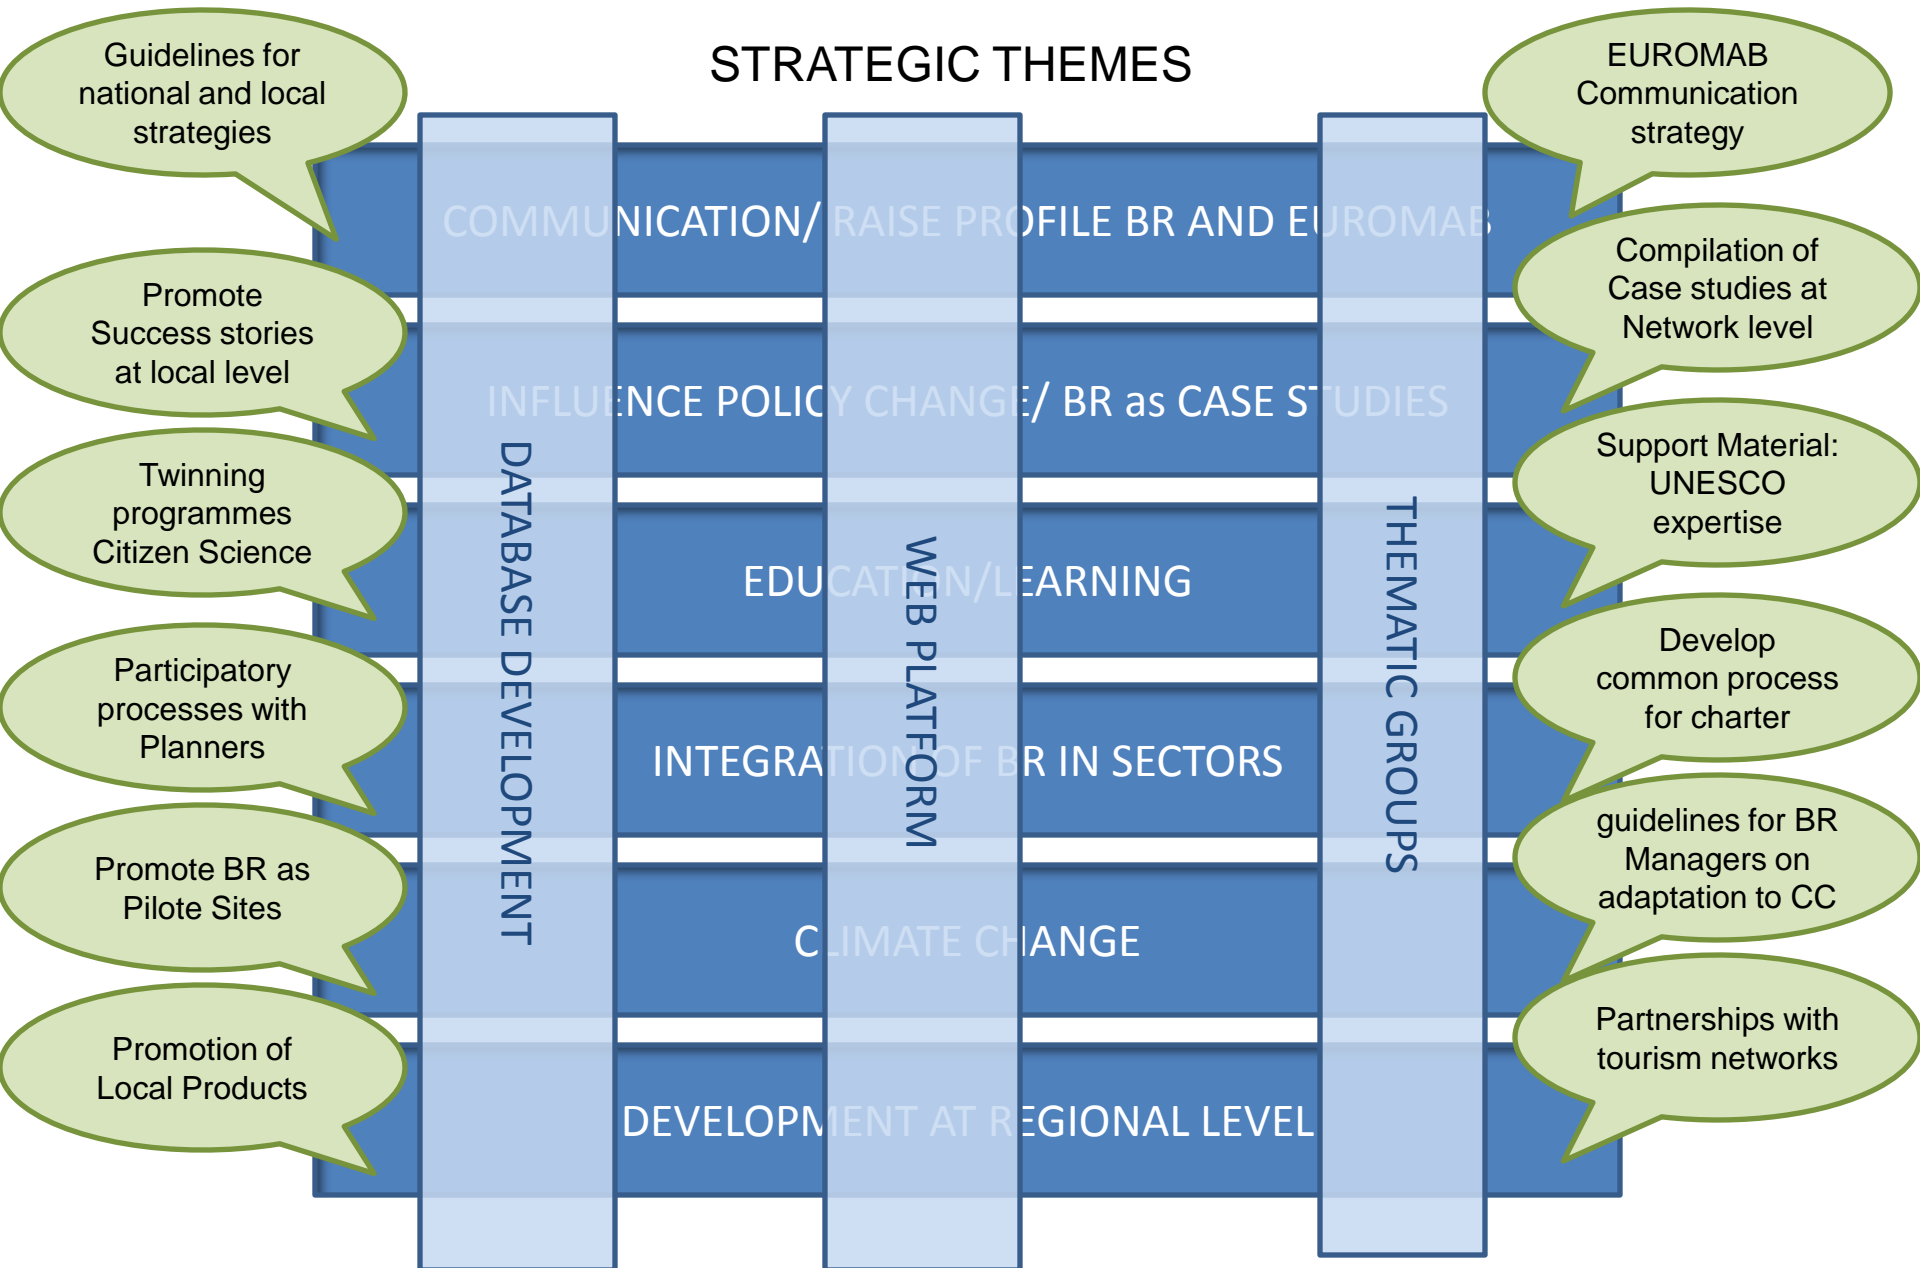 STRATEGIC THEMES
Guidelines for
national and local
strategies
EUROMAB
Communication
strategy
COMMUNICATION/ RAISE PROFILE BR AND EUROMAB
Promote
Success stories
at local level
Compilation of
Case studies at
Network level
INFLUENCE POLICY CHANGE/ BR as CASE STUDIES
Twinning
programmes
Citizen Science
Support Material:
UNESCO
expertise
EDUCATION/LEARNING
Participatory
processes with
Planners
Develop
common process
for charter
INTEGRATION OF BR IN SECTORS
Promote BR as
Pilote Sites
guidelines for BR
Managers on
adaptation to CC
CLIMATE CHANGE
Promotion of
Local Products
Partnerships with
tourism networks
DEVELOPMENT AT REGIONAL LEVEL
DATABASE DEVELOPMENT
WEB PLATFORM
THEMATIC GROUPS